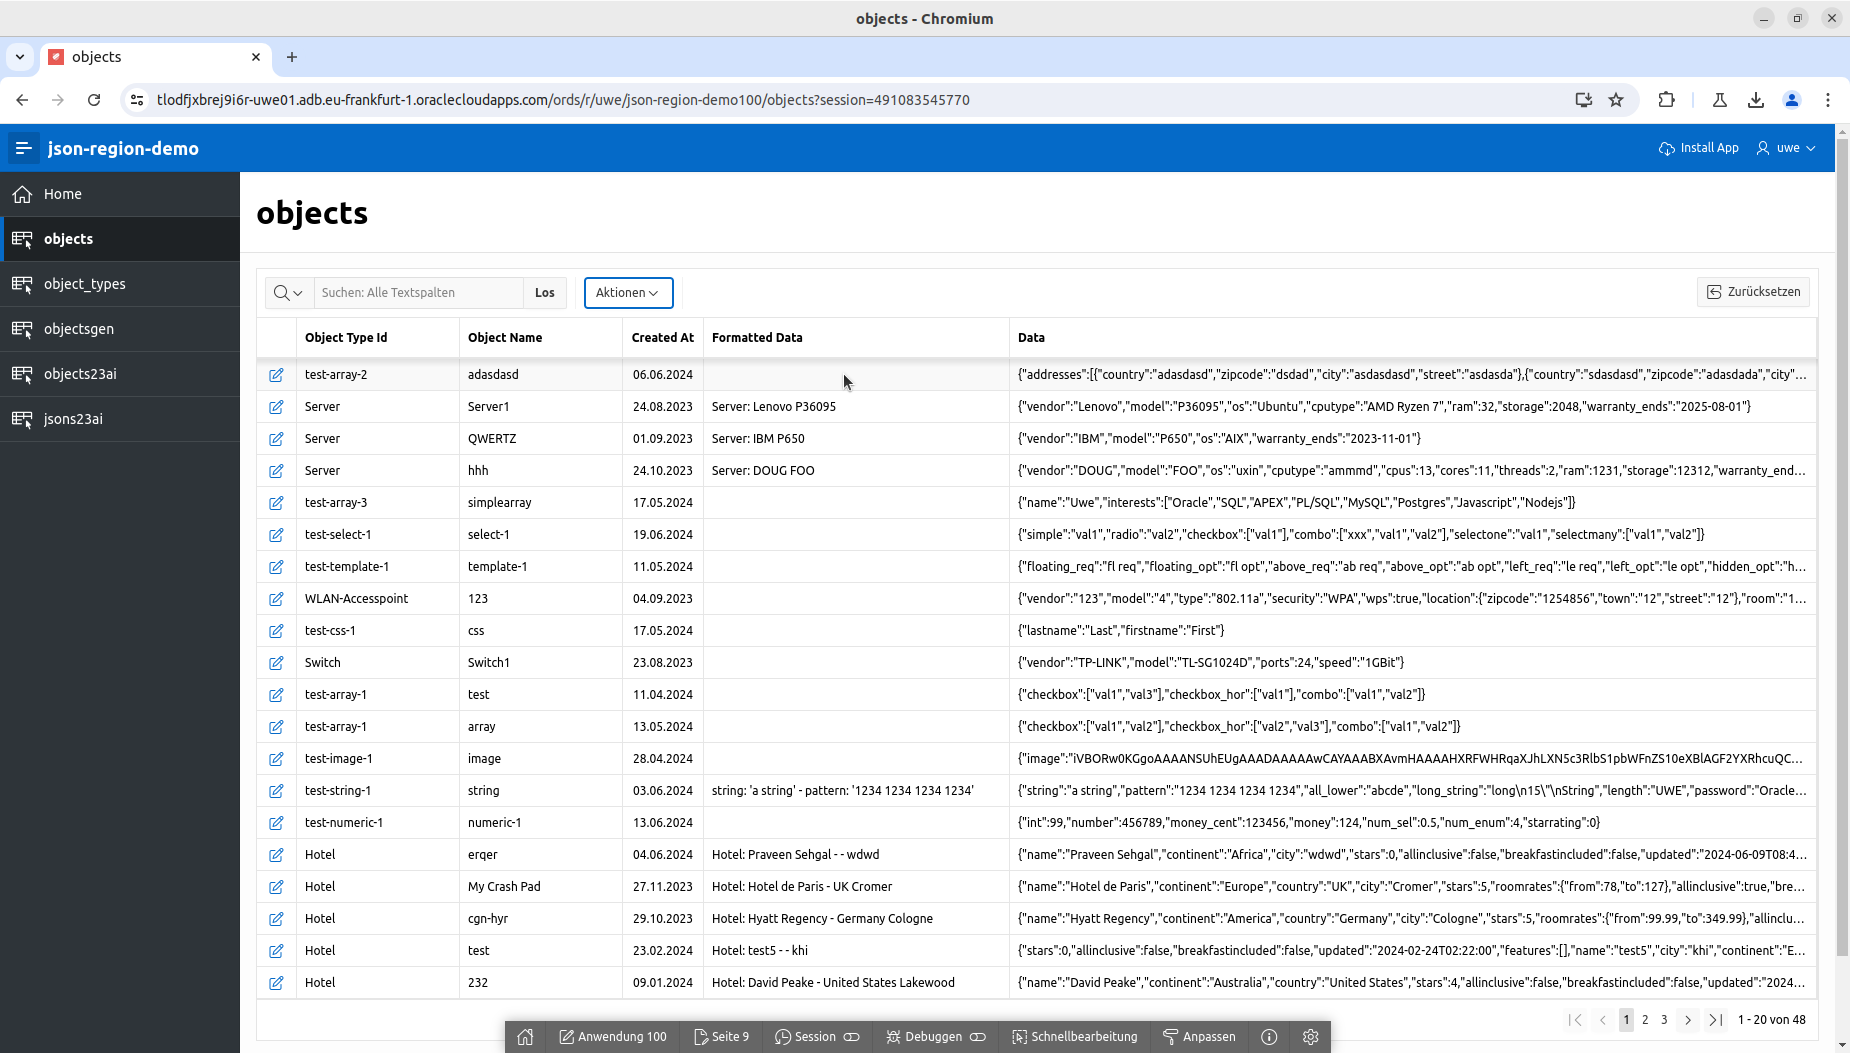 objects - Chromium
objects
tlodfjxbrej9i6r-uwe01.adb.eu-frankfurt-1.oraclecloudapps.com/ords/r/uwe/json-region-demo100/objects?session=491083545770
json-region-demo
Install App
uwe
Home
objects
object_types
objectsgen
objects23ai
jsons23ai
objects
Suchen: Alle Textspalten
Los
Aktionen
Zurücksetzen
Object Type Id Object Name Created At Formatted Data Data
test-array-2 adasdasd 06.06.2024 {"addresses":[{"country":"adasdasd","zipcode":"dsdad","city":"asdasdasd","street":"asdasda"},{"country":"sdasdasd","zipcode":"adasdada","city"...
Server Server1 24.08.2023 Server: Lenovo P36095 {"vendor":"Lenovo","model":"P36095","os":"Ubuntu","cputype":"AMD Ryzen 7","ram":32,"storage":2048,"warranty_ends":"2025-08-01"}
Server QWERTZ 01.09.2023 Server: IBM P650 {"vendor":"IBM","model":"P650","os":"AIX","warranty_ends":"2023-11-01"}
Server hhh 24.10.2023 Server: DOUG FOO {"vendor":"DOUG","model":"FOO","os":"uxin","cputype":"ammmd","cpus":13,"cores":11,"threads":2,"ram":1231,"storage":12312,"warranty_end...
test-array-3 simplearray 17.05.2024 {"name":"Uwe","interests":["Oracle","SQL","APEX","PL/SQL","MySQL","Postgres","Javascript","Nodejs"]}
test-select-1 select-1 19.06.2024 {"simple":"val1","radio":"val2","checkbox":["val1"],"combo":["xxx","val1","val2"],"selectone":"val1","selectmany":["val1","val2"]}
test-template-1 template-1 11.05.2024 {"floating_req":"fl req","floating_opt":"fl opt","above_req":"ab req","above_opt":"ab opt","left_req":"le req","left_opt":"le opt","hidden_opt":"h...
WLAN-Accesspoint 123 04.09.2023 {"vendor":"123","model":"4","type":"802.11a","security":"WPA","wps":true,"location":{"zipcode":"1254856","town":"12","street":"12"},"room":"1...
test-css-1 css 17.05.2024 {"lastname":"Last","firstname":"First"}
Switch Switch1 23.08.2023 {"vendor":"TP-LINK","model":"TL-SG1024D","ports":24,"speed":"1GBit"}
test-array-1 test 11.04.2024 {"checkbox":["val1","val3"],"checkbox_hor":["val1"],"combo":["val1","val2"]}
test-array-1 array 13.05.2024 {"checkbox":["val1","val2"],"checkbox_hor":["val2","val3"],"combo":["val1","val2"]}
test-image-1 image 28.04.2024 {"image":"iVBORw0KGgoAAAANSUhEUgAAADAAAAAwCAYAAABXAvmHAAAAHXRFWHRqaXJhLXN5c3RlbS1pbWFnZS10eXBlAGF2YXRhcuQC...
test-string-1 string 03.06.2024 string: 'a string' - pattern: '1234 1234 1234 1234' {"string":"a string","pattern":"1234 1234 1234 1234","all_lower":"abcde","long_string":"long\n15\"\nString","length":"UWE","password":"Oracle...
test-numeric-1 numeric-1 13.06.2024 {"int":99,"number":456789,"money_cent":123456,"money":124,"num_sel":0.5,"num_enum":4,"starrating":0}
Hotel erqer 04.06.2024 Hotel: Praveen Sehgal - - wdwd {"name":"Praveen Sehgal","continent":"Africa","city":"wdwd","stars":0,"allinclusive":false,"breakfastincluded":false,"updated":"2024-06-09T08:4...
Hotel My Crash Pad 27.11.2023 Hotel: Hotel de Paris - UK Cromer {"name":"Hotel de Paris","continent":"Europe","country":"UK","city":"Cromer","stars":5,"roomrates":{"from":78,"to":127},"allinclusive":true,"bre...
Hotel cgn-hyr 29.10.2023 Hotel: Hyatt Regency - Germany Cologne {"name":"Hyatt Regency","continent":"America","country":"Germany","city":"Cologne","stars":5,"roomrates":{"from":99.99,"to":349.99},"allinclu...
Hotel test 23.02.2024 Hotel: test5 - - khi {"stars":0,"allinclusive":false,"breakfastincluded":false,"updated":"2024-02-24T02:22:00","features":[],"name":"test5","city":"khi","continent":"E...
Hotel 232 09.01.2024 Hotel: David Peake - United States Lakewood {"name":"David Peake","continent":"Australia","country":"United States","stars":4,"allinclusive":false,"breakfastincluded":false,"updated":"2024...
1 2 3 1 - 20 von 48
Anwendung 100 Seite 9 Session Debuggen Schnellbearbeitung Anpassen